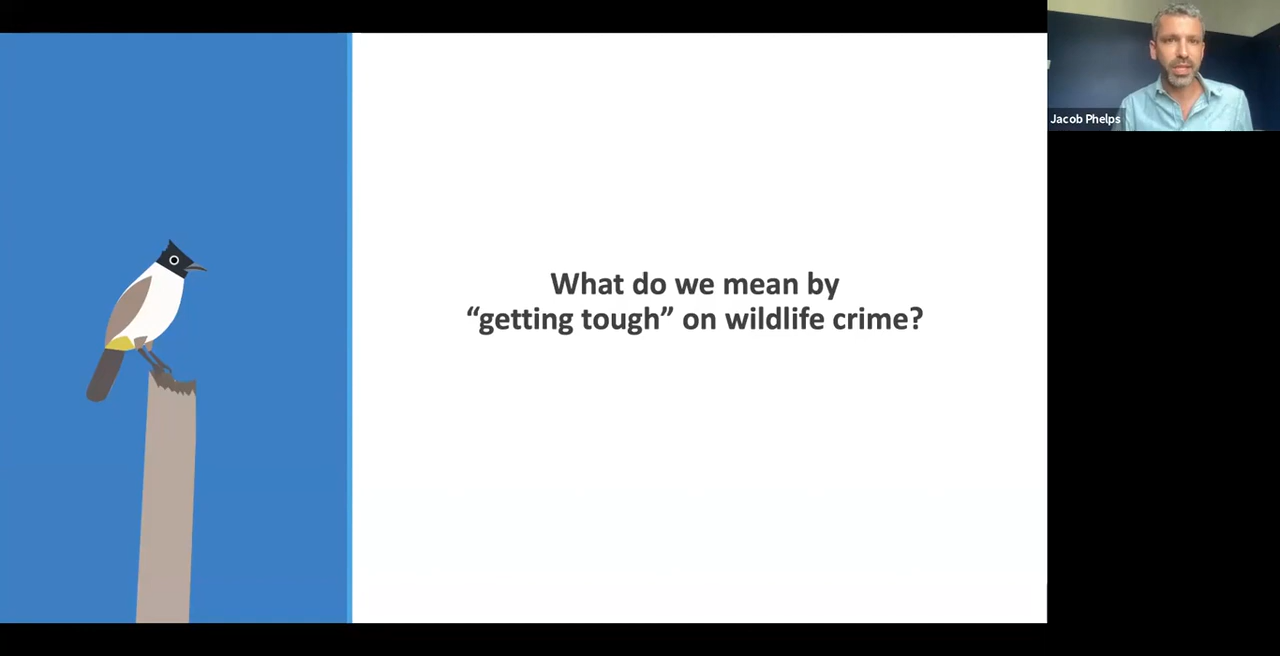 What do we mean by
“getting tough” on wildlife crime?
Jacob Phelps